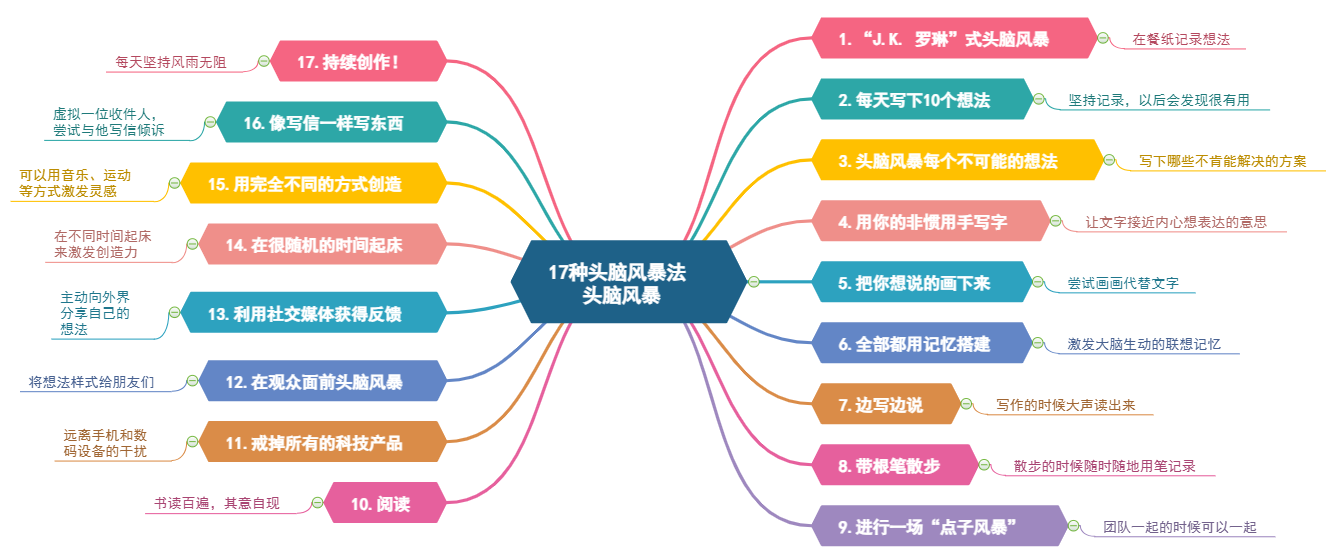 17种头脑风暴法
头脑风暴
1. “J.K. 罗琳”式头脑风暴
在餐纸记录想法
2. 每天写下10个想法
坚持记录，以后会发现很有用
3. 头脑风暴每个不可能的想法
写下哪些不肯能解决的方案
4. 用你的非惯用手写字
让文字接近内心想表达的意思
5. 把你想说的画下来
尝试画画代替文字
6. 全部都用记忆搭建
激发大脑生动的联想记忆
7. 边写边说
写作的时候大声读出来
8. 带根笔散步
散步的时候随时随地用笔记录
9. 进行一场“点子风暴”
团队一起的时候可以一起
10. 阅读
书读百遍，其意自现
11. 戒掉所有的科技产品
远离手机和数
码设备的干扰
12. 在观众面前头脑风暴
将想法样式给朋友们
13. 利用社交媒体获得反馈
主动向外界
分享自己的
想法
14. 在很随机的时间起床
在不同时间起床
来激发创造力
15. 用完全不同的方式创造
可以用音乐、运动
等方式激发灵感
16. 像写信一样写东西
虚拟一位收件人，
尝试与他写信倾诉
17. 持续创作！
每天坚持风雨无阻